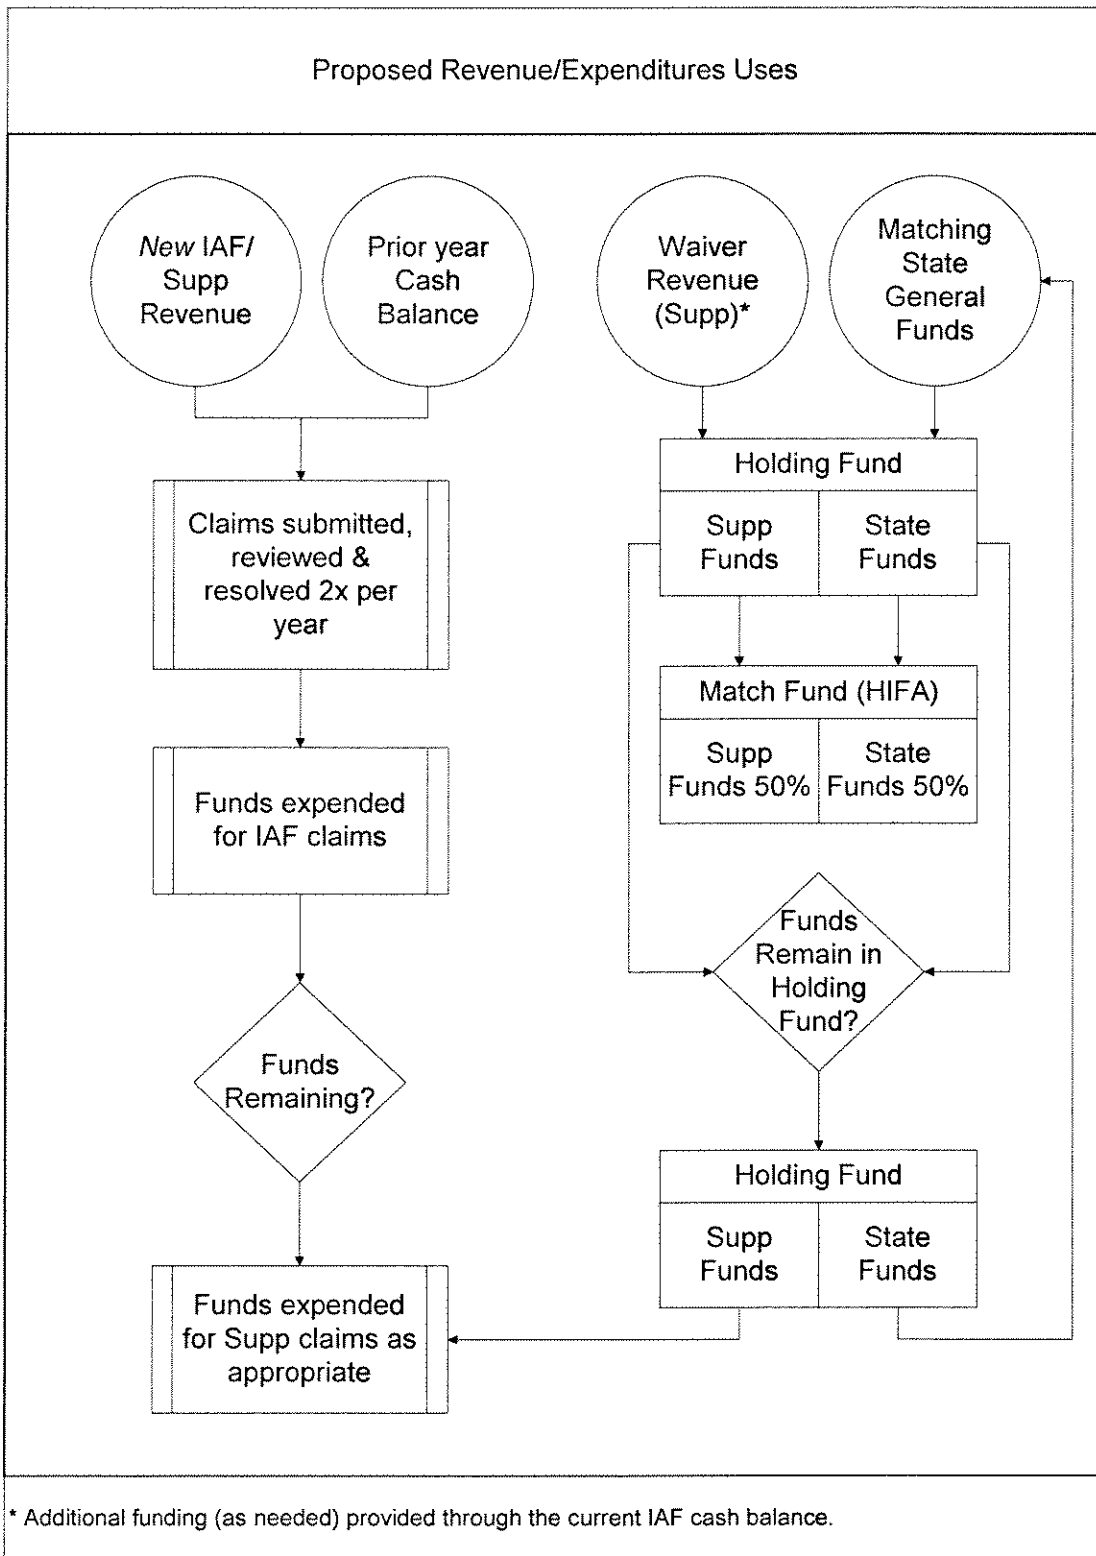 Proposed Revenue/Expenditures Uses
New IAF/
Supp
Revenue
Prior year
Cash
Balance
Waiver
Revenue
(Supp)*
Matching
State
General
Funds
Claims submitted,
reviewed &
resolved 2x per
year
Funds expended
for IAF claims
Funds
Remaining?
Funds expended
for Supp claims as
appropriate
Holding Fund
Supp
Funds
State
Funds
Match Fund (HIFA)
Supp
Funds 50%
State
Funds 50%
Funds
Remain in
Holding
Fund?
Holding Fund
Supp
Funds
State
Funds
* Additional funding (as needed) provided through the current IAF cash balance.